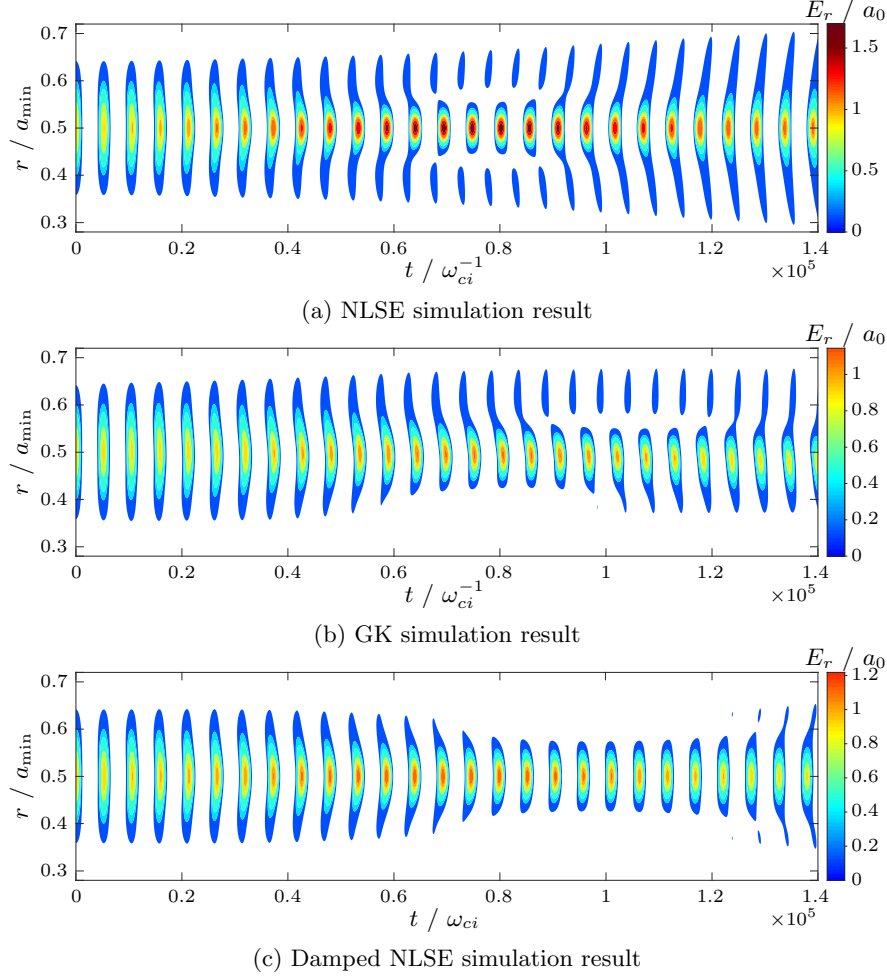 E_r / a_0
0.7
0.6
0.5
0.4
0.3
r / a_min
1.5
1
0.5
0
0 0.2 0.4 0.6 0.8 1 1.2 1.4
t / ω_{ci}^{-1}
×10^5
(a) NLSE simulation result
E_r / a_0
0.7
0.6
0.5
0.4
0.3
r / a_min
1
0.8
0.6
0.4
0.2
0
0 0.2 0.4 0.6 0.8 1 1.2 1.4
t / ω_{ci}^{-1}
×10^5
(b) GK simulation result
E_r / a_0
0.7
0.6
0.5
0.4
0.3
r / a_min
1.2
1
0.8
0.6
0.4
0.2
0
0 0.2 0.4 0.6 0.8 1 1.2 1.4
t / ω_{ci}
×10^5
(c) Damped NLSE simulation result